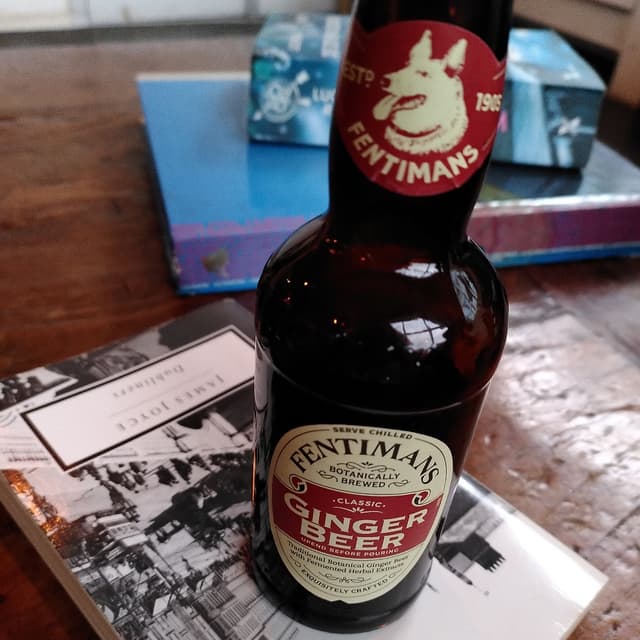 ESTD 1905
FENTIMANS
JAMES JOYCE
Dubliners
SERVE CHILLED
FENTIMANS
BOTANICALLY
BREWED
CLASSIC
GINGER
BEER
UPEND BEFORE POURING
Traditional Botanical Ginger Beer
with Fermented Herbal Extracts
EXQUISITELY CRAFTED